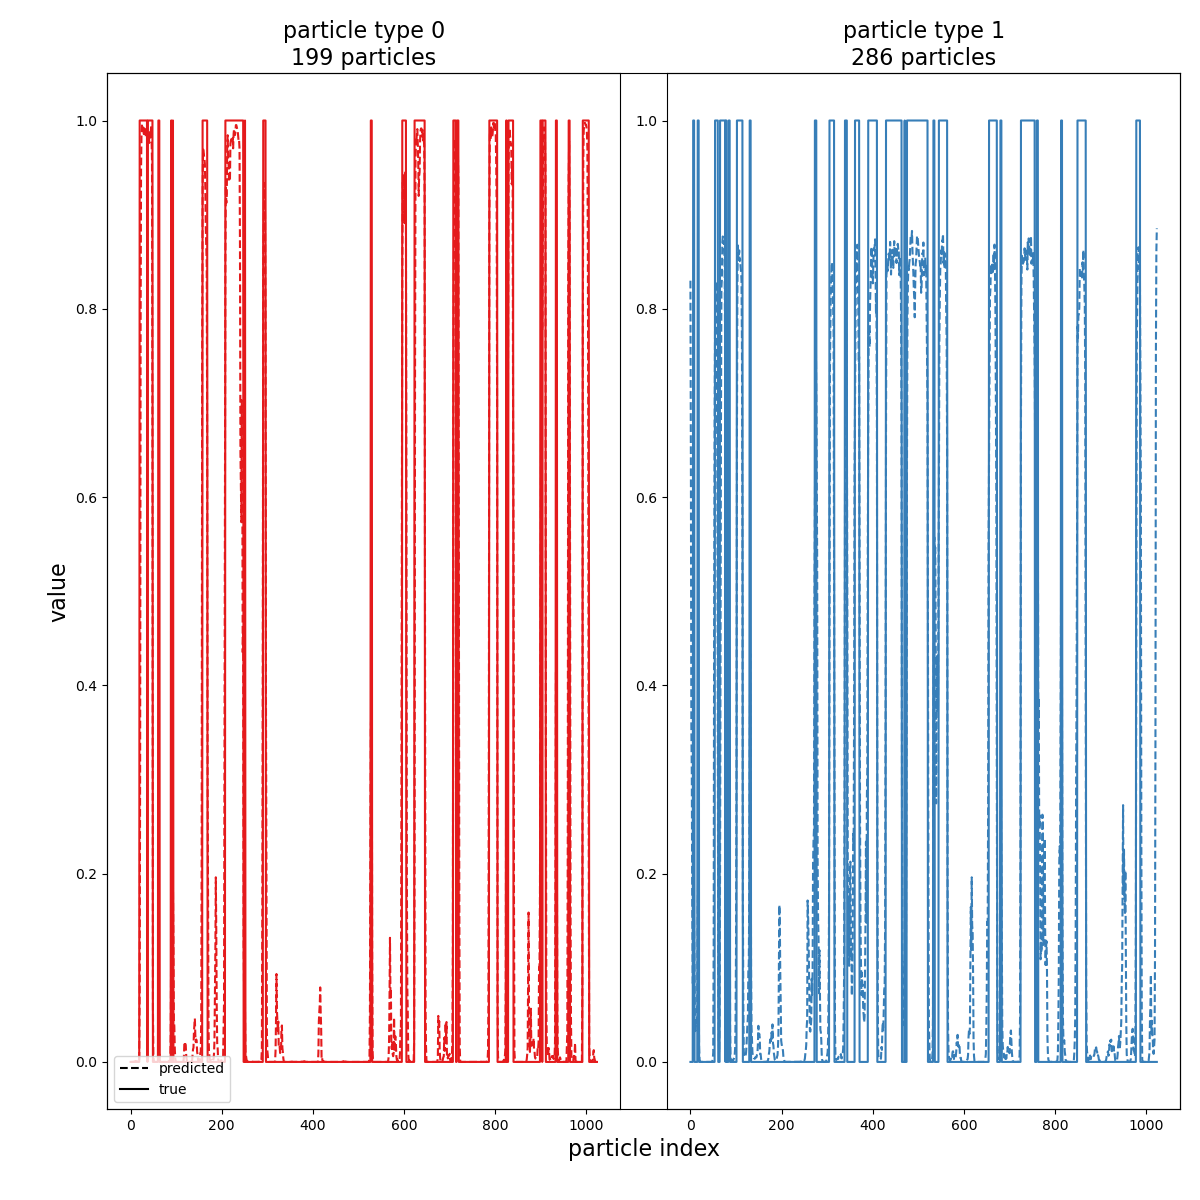 particle type 0
199 particles
particle type 1
286 particles
1.0
0.8
0.6
0.4
0.2
0.0
value
predicted
true
0 200 400 600 800 1000
1.0
0.8
0.6
0.4
0.2
0.0
0 200 400 600 800 1000
particle index